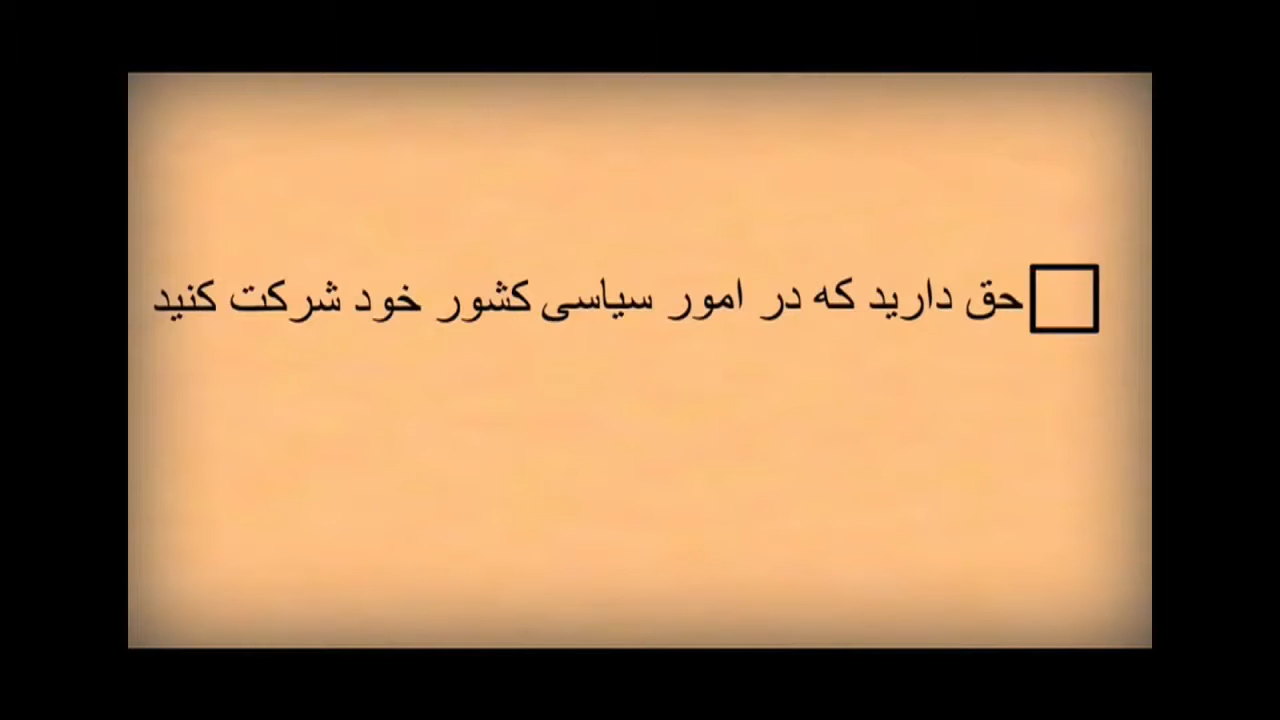 حق دارید که در امور سیاسی کشور خود شرکت کنید